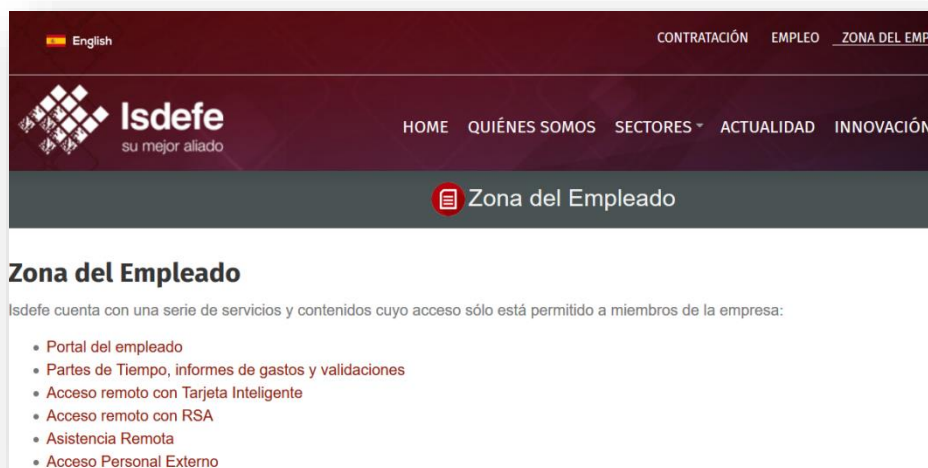 English
CONTRATACIÓN EMPLEO ZONA DEL EMP
Isdefe
su mejor aliado
HOME QUIÉNES SOMOS SECTORES ACTUALIDAD INNOVACIÓN
Zona del Empleado
Zona del Empleado
Isdefe cuenta con una serie de servicios y contenidos cuyo acceso sólo está permitido a miembros de la empresa:
Portal del empleado
Partes de Tiempo, informes de gastos y validaciones
Acceso remoto con Tarjeta Inteligente
Acceso remoto con RSA
Asistencia Remota
Acceso Personal Externo